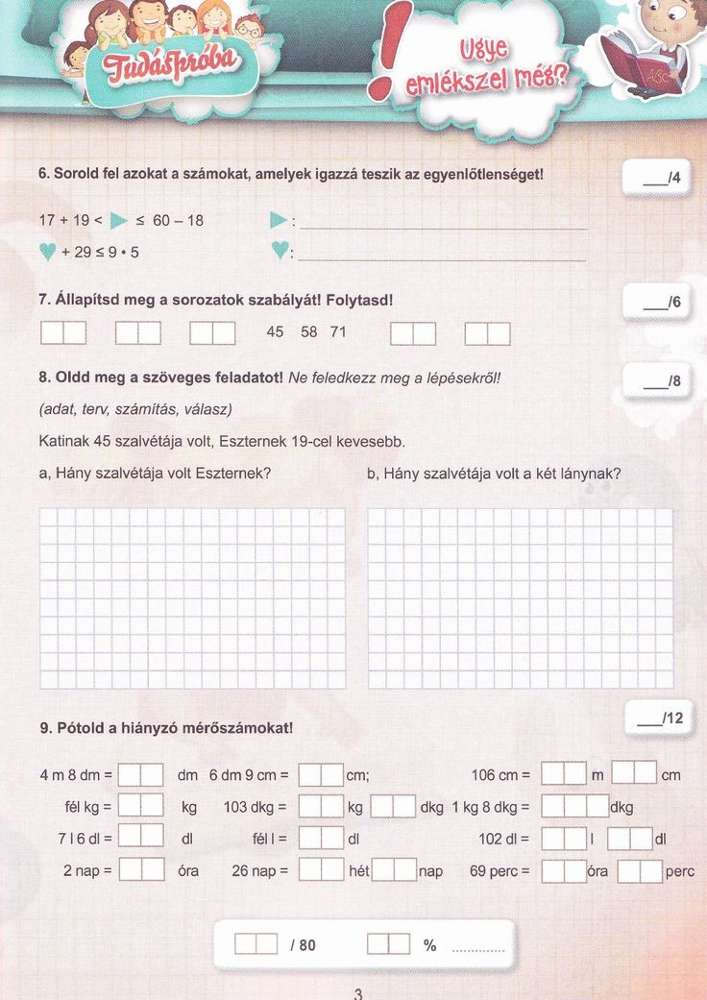 Tudáspróba
Ugye
emlékszel még?
ABC
6. Sorold fel azokat a számokat, amelyek igazzá teszik az egyenlőtlenséget!
___/4
17 + 19 < ▶ ≤ 60 – 18 ▶ : ___
♥ + 29 ≤ 9 • 5 ♥ : ___
7. Állapítsd meg a sorozatok szabályát! Folytasd!
___/6
45 58 71
8. Oldd meg a szöveges feladatot! Ne feledkezz meg a lépésekről!
___/8
(adat, terv, számítás, válasz)
Katinak 45 szalvétája volt, Eszternek 19-cel kevesebb.
a, Hány szalvétája volt Eszternek? b, Hány szalvétája volt a két lánynak?
___/12
9. Pótold a hiányzó mérőszámokat!
4 m 8 dm = dm 6 dm 9 cm = cm; 106 cm = m cm
fél kg = kg 103 dkg = kg dkg 1 kg 8 dkg = dkg
7 l 6 dl = dl fél l = dl 102 dl = l dl
2 nap = óra 26 nap = hét nap 69 perc = óra perc
/ 80 % ..............
3